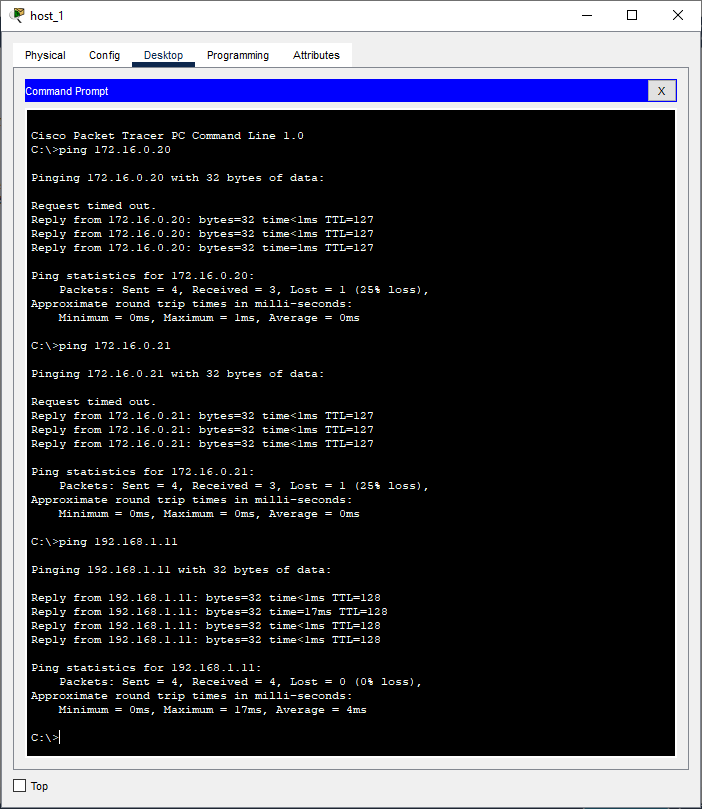 host_1
Physical Config Desktop Programming Attributes
Command Prompt X
Cisco Packet Tracer PC Command Line 1.0
C:\>ping 172.16.0.20
Pinging 172.16.0.20 with 32 bytes of data:
Request timed out.
Reply from 172.16.0.20: bytes=32 time<1ms TTL=127
Reply from 172.16.0.20: bytes=32 time<1ms TTL=127
Reply from 172.16.0.20: bytes=32 time=1ms TTL=127
Ping statistics for 172.16.0.20:
    Packets: Sent = 4, Received = 3, Lost = 1 (25% loss),
Approximate round trip times in milli-seconds:
    Minimum = 0ms, Maximum = 1ms, Average = 0ms
C:\>ping 172.16.0.21
Pinging 172.16.0.21 with 32 bytes of data:
Request timed out.
Reply from 172.16.0.21: bytes=32 time<1ms TTL=127
Reply from 172.16.0.21: bytes=32 time<1ms TTL=127
Reply from 172.16.0.21: bytes=32 time<1ms TTL=127
Ping statistics for 172.16.0.21:
    Packets: Sent = 4, Received = 3, Lost = 1 (25% loss),
Approximate round trip times in milli-seconds:
    Minimum = 0ms, Maximum = 0ms, Average = 0ms
C:\>ping 192.168.1.11
Pinging 192.168.1.11 with 32 bytes of data:
Reply from 192.168.1.11: bytes=32 time<1ms TTL=128
Reply from 192.168.1.11: bytes=32 time=17ms TTL=128
Reply from 192.168.1.11: bytes=32 time<1ms TTL=128
Reply from 192.168.1.11: bytes=32 time<1ms TTL=128
Ping statistics for 192.168.1.11:
    Packets: Sent = 4, Received = 4, Lost = 0 (0% loss),
Approximate round trip times in milli-seconds:
    Minimum = 0ms, Maximum = 17ms, Average = 4ms
C:\>
Top